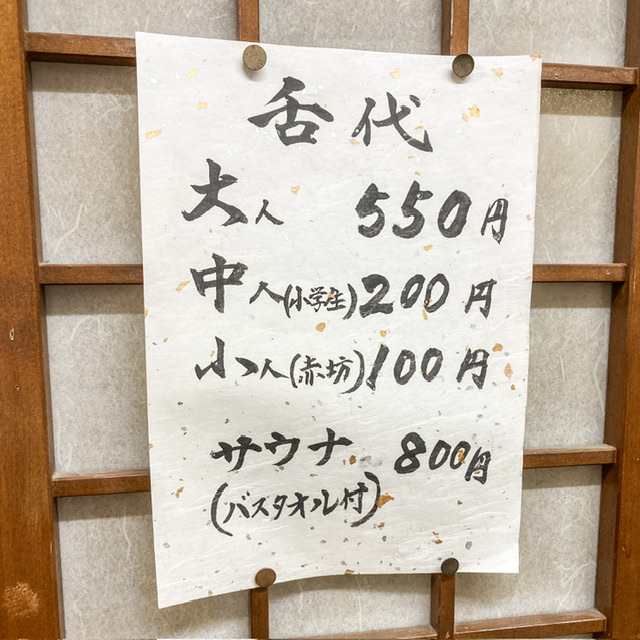 舌代
大人 550円
中人(小学生)200円
小人(赤坊)100円
サウナ 800円
(バスタオル付)